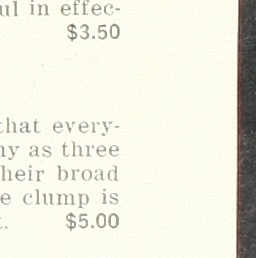 ul in effec-
$3.50
that every-
ny as three
heir broad
e clump is
. $5.00